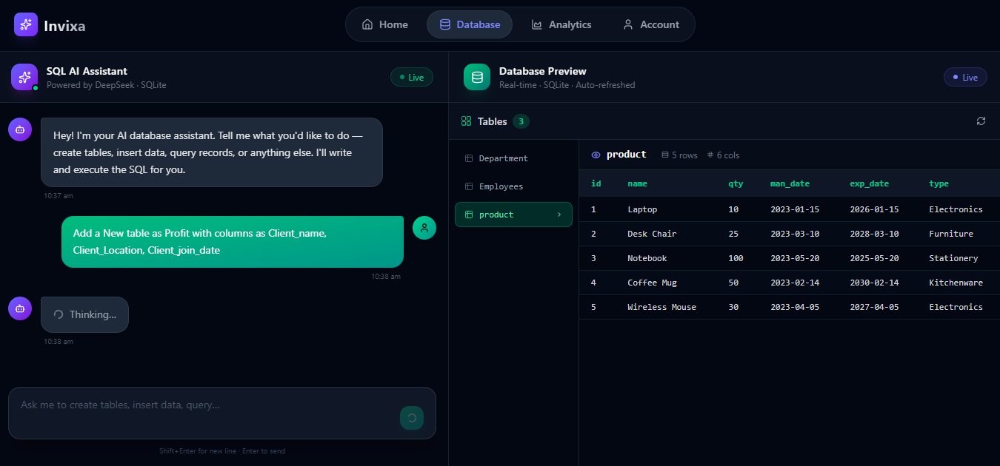 Invixa
Home
Database
Analytics
Account
SQL AI Assistant
Powered by DeepSeek · SQLite
Live
Hey! I'm your AI database assistant. Tell me what you'd like to do —
create tables, insert data, query records, or anything else. I'll write
and execute the SQL for you.
10:37 am
Add a New table as Profit with columns as Client_name,
Client_Location, Client_join_date
10:38 am
Thinking...
10:38 am
Ask me to create tables, insert data, query...
Shift+Enter for new line · Enter to send
Database Preview
Real-time · SQLite · Auto-refreshed
Live
Tables 3
Department
Employees
product
product 5 rows # 6 cols
id name qty man_date exp_date type
1 Laptop 10 2023-01-15 2026-01-15 Electronics
2 Desk Chair 25 2023-03-10 2028-03-10 Furniture
3 Notebook 100 2023-05-20 2025-05-20 Stationery
4 Coffee Mug 50 2023-02-14 2030-02-14 Kitchenware
5 Wireless Mouse 30 2023-04-05 2027-04-05 Electronics